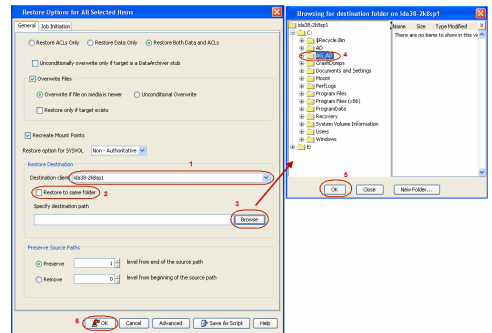 Restore Options for All Selected Items
General Job Initiation
Restore ACLs Only Restore Data Only Restore Both Data and ACLs
Unconditionally overwrite only if target is a DataArchiver stub
Overwrite Files
Overwrite if file on media is newer Unconditional Overwrite
Restore only if target exists
Recreate Mount Points
Restore option for SYSVOL Non - Authoritative
Restore Destination
1
Destination client ida38-2k8sp1
Restore to same folder 2
Specify destination path
3
Browse
Preserve Source Paths
Preserve 1 level from end of the source path
Remove 0 level from beginning of the source path
6 OK Cancel Advanced Save As Script Help
Browsing for destination folder on ida38-2k8sp1
ida38-2k8sp1
C:
$Recycle.Bin
AD
4
CrashDumps
Documents and Settings
Mount
PerfLogs
Program Files
Program Files (x86)
ProgramData
Recovery
System Volume Information
Users
Windows
E:
Name Size Type Modified
There are no items to show in this vie
5
OK Close New Folder...